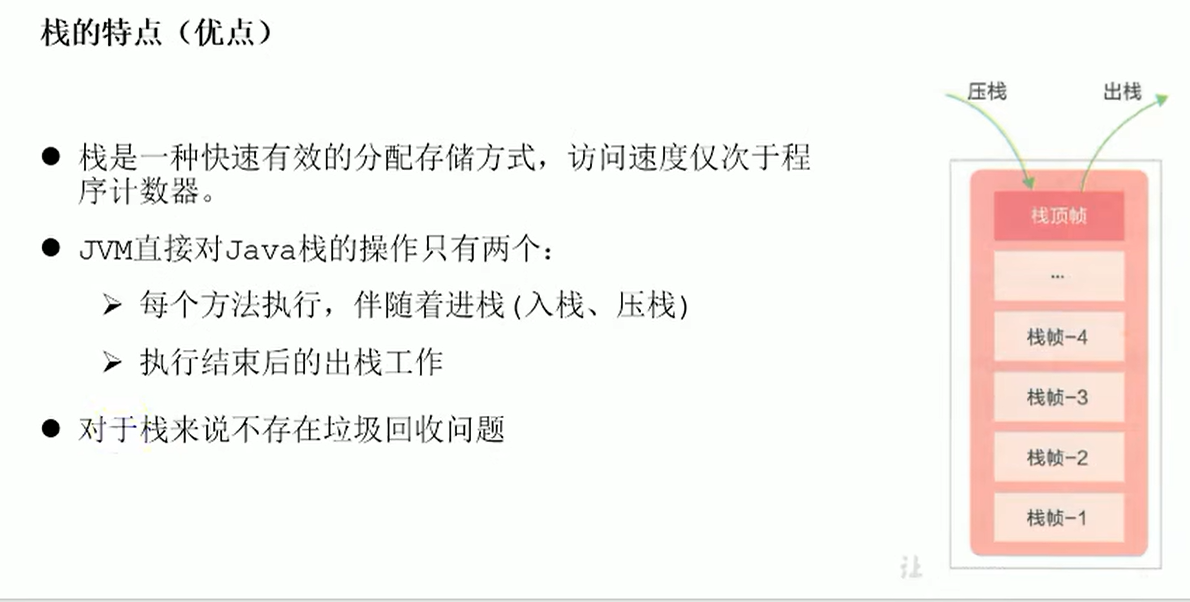 栈的特点（优点）
压栈
出栈
● 栈是一种快速有效的分配存储方式，访问速度仅次于程
序计数器。
● JVM直接对Java栈的操作只有两个：
➢ 每个方法执行，伴随着进栈(入栈、压栈)
➢ 执行结束后的出栈工作
● 对于栈来说不存在垃圾回收问题
栈顶帧
...
栈帧-4
栈帧-3
栈帧-2
栈帧-1
让